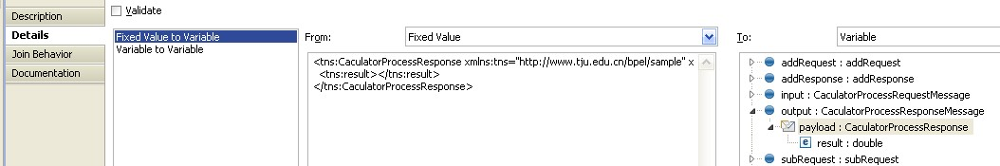 Description
Details
Join Behavior
Documentation
Validate
Fixed Value to Variable
Variable to Variable
From: Fixed Value
<tns:CaculatorProcessResponse xmlns:tns="http://www.tju.edu.cn/bpel/sample" x
<tns:result></tns:result>
</tns:CaculatorProcessResponse>
To: Variable
addRequest : addRequest
addResponse : addResponse
input : CaculatorProcessRequestMessage
output : CaculatorProcessResponseMessage
payload : CaculatorProcessResponse
e result : double
subRequest : subRequest